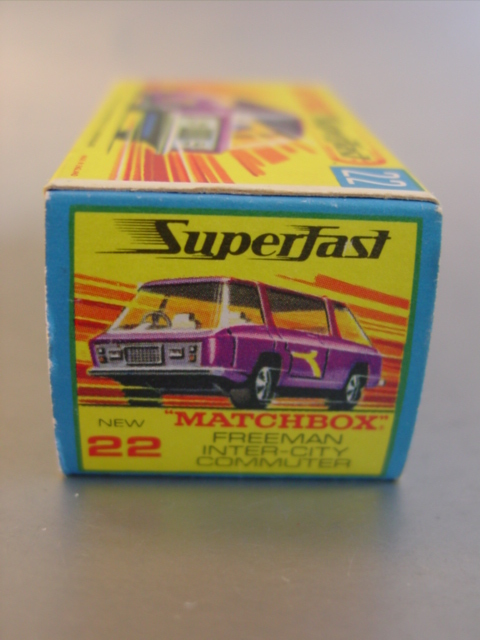 22
Superfast
NEW
22
"MATCHBOX"
FREEMAN
INTER-CITY
COMMUTER